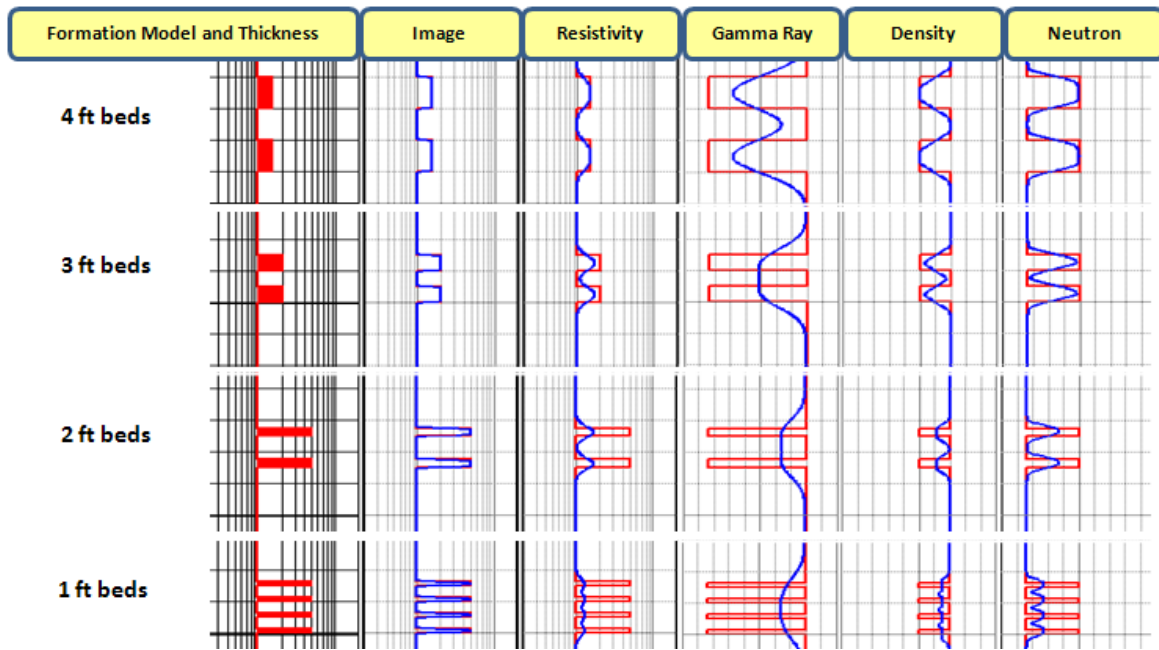 Formation Model and Thickness
Image
Resistivity
Gamma Ray
Density
Neutron
4 ft beds
3 ft beds
2 ft beds
1 ft beds